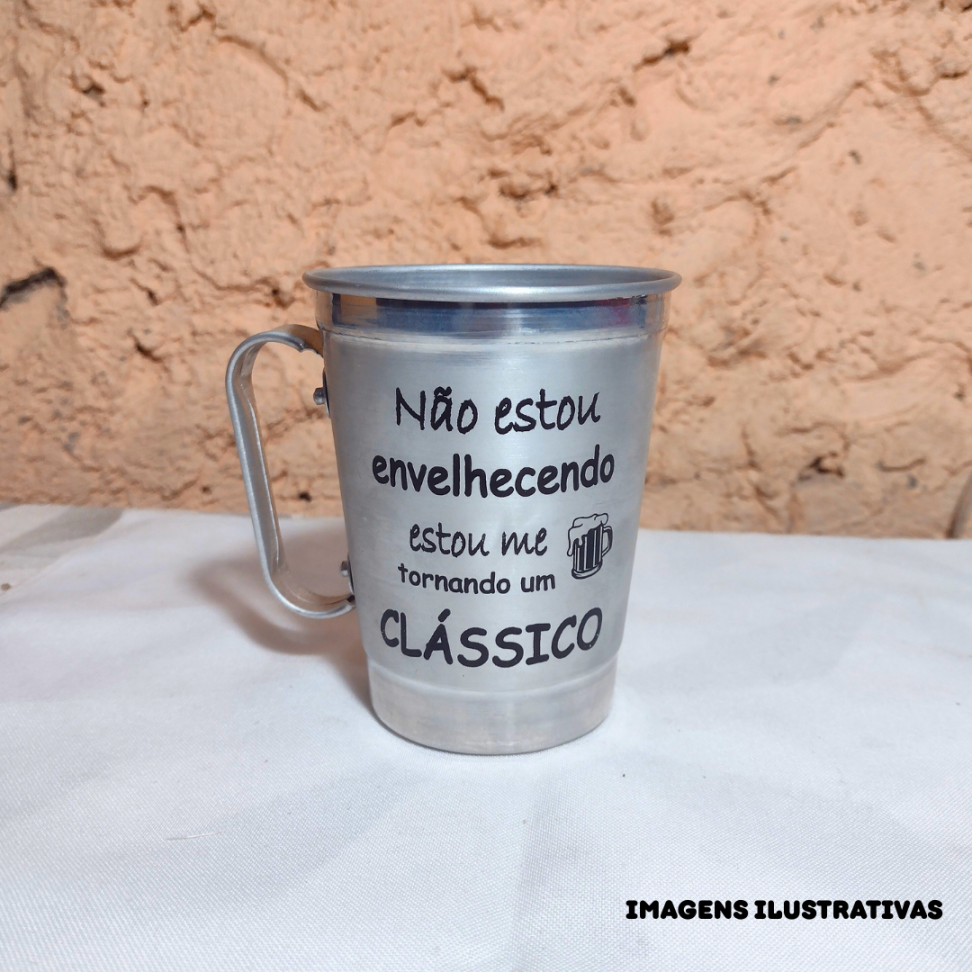 Não estou
envelhecendo
estou me
tornando um
CLÁSSICO
IMAGENS ILUSTRATIVAS